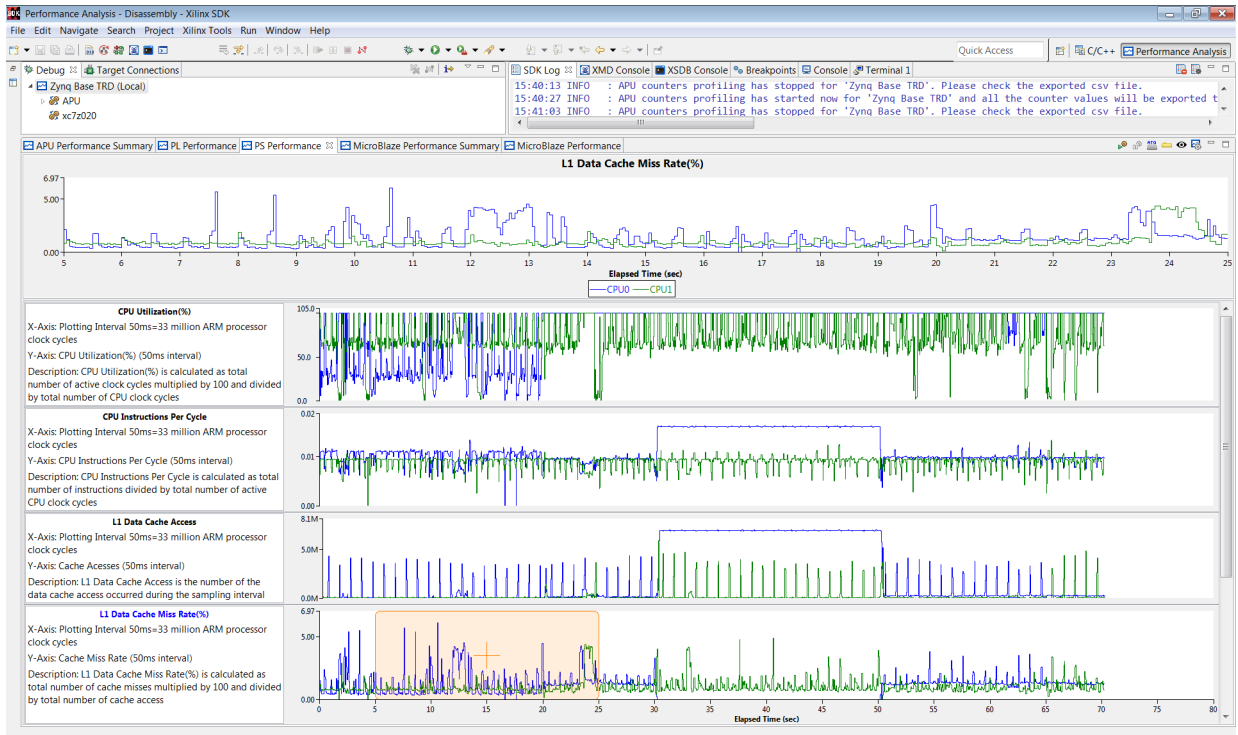 Performance Analysis - Disassembly - Xilinx SDK
File Edit Navigate Search Project Xilinx Tools Run Window Help
Quick Access
C/C++
Performance Analysis
Debug
Target Connections
Zynq Base TRD (Local)
APU
xc7z020
SDK Log
XMD Console
XSDB Console
Breakpoints
Console
Terminal 1
15:40:13 INFO : APU counters profiling has stopped for 'Zynq Base TRD'. Please check the exported csv file.
15:40:27 INFO : APU counters profiling has started now for 'Zynq Base TRD' and all the counter values will be exported t
15:41:03 INFO : APU counters profiling has stopped for 'Zynq Base TRD'. Please check the exported csv file.
APU Performance Summary
PL Performance
PS Performance
MicroBlaze Performance Summary
MicroBlaze Performance
L1 Data Cache Miss Rate(%)
6.97
5.00
0.00
5 6 7 8 9 10 11 12 13 14 15 16 17 18 19 20 21 22 23 24 25
Elapsed Time (sec)
CPU0 CPU1
CPU Utilization(%)
X-Axis: Plotting Interval 50ms=33 million ARM processor
clock cycles
Y-Axis: CPU Utilization(%) (50ms interval)
Description: CPU Utilization(%) is calculated as total
number of active clock cycles multiplied by 100 and divided
by total number of CPU clock cycles
105.0
50.0
0.0
CPU Instructions Per Cycle
X-Axis: Plotting Interval 50ms=33 million ARM processor
clock cycles
Y-Axis: CPU Instructions Per Cycle (50ms interval)
Description: CPU Instructions Per Cycle is calculated as total
number of instructions divided by total number of active
CPU clock cycles
0.02
0.01
0.00
L1 Data Cache Access
X-Axis: Plotting Interval 50ms=33 million ARM processor
clock cycles
Y-Axis: Cache Acesses (50ms interval)
Description: L1 Data Cache Access is the number of the
data cache access occurred during the sampling interval
8.1M
5.0M
0.0M
L1 Data Cache Miss Rate(%)
X-Axis: Plotting Interval 50ms=33 million ARM processor
clock cycles
Y-Axis: Cache Miss Rate (50ms interval)
Description: L1 Data Cache Miss Rate(%) is calculated as
total number of cache misses multiplied by 100 and divided
by total number of cache access
6.97
5.00
0.00
0 5 10 15 20 25 30 35 40 45 50 55 60 65 70 75 80
Elapsed Time (sec)